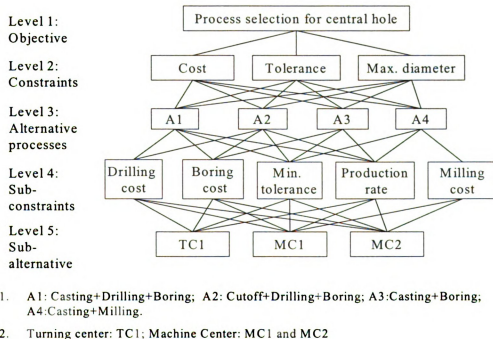 Level 1:
Objective
Process selection for central hole
Level 2:
Constraints
Cost
Tolerance
Max. diameter
Level 3:
Alternative
processes
A1
A2
A3
A4
Level 4:
Sub-
constraints
Drilling
cost
Boring
cost
Min.
tolerance
Production
rate
Milling
cost
Level 5:
Sub-
alternative
TC1
MC1
MC2
1. A1: Casting+Drilling+Boring; A2: Cutoff+Drilling+Boring; A3:Casting+Boring;
A4:Casting+Milling.
2. Turning center: TC1; Machine Center: MC1 and MC2